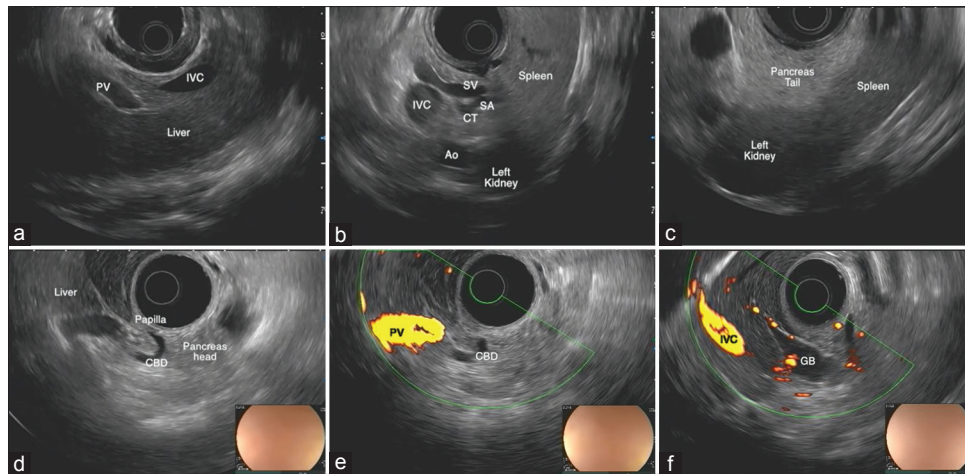 PV
IVC
Liver
a
SV
Spleen
IVC
SA
CT
Ao
Left
Kidney
b
Pancreas
Tail
Spleen
Left
Kidney
c
Liver
Papilla
Pancreas
head
CBD
d
PV
CBD
e
IVC
GB
f